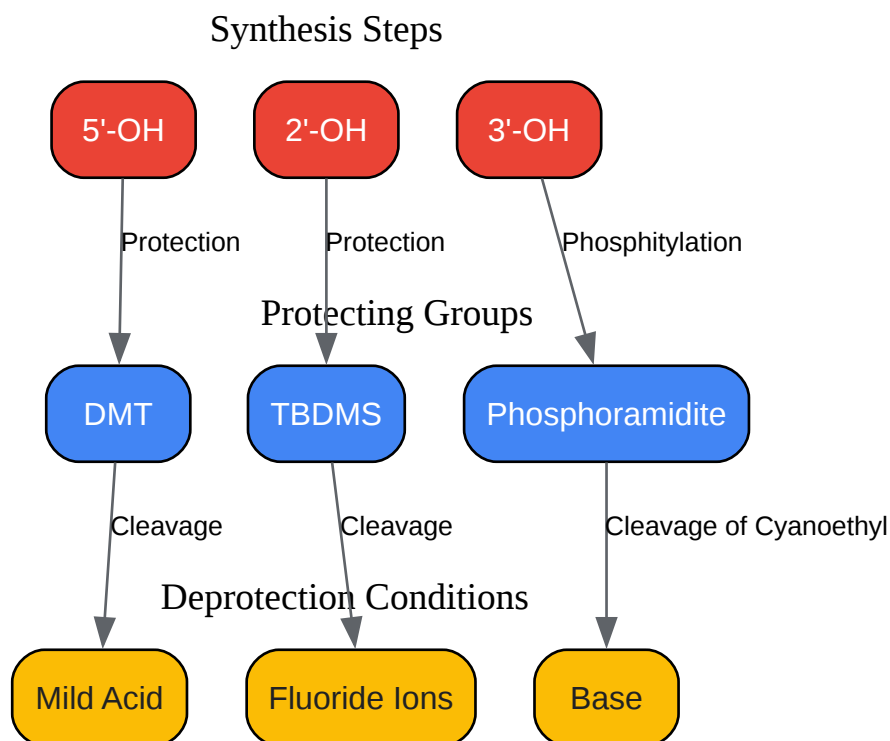 Synthesis Steps
5'-OH
2'-OH
3'-OH
Protection
Protection
Phosphitylation
Protecting Groups
DMT
TBDMS
Phosphoramidite
Cleavage
Cleavage
Cleavage of Cyanoethyl
Deprotection Conditions
Mild Acid
Fluoride Ions
Base